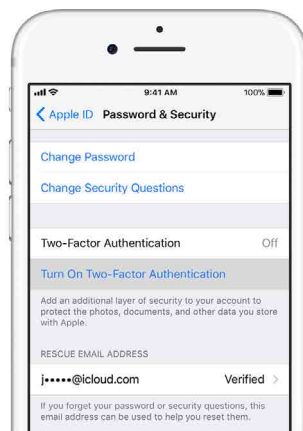 9:41 AM
100%
Apple ID
Password & Security
Change Password
Change Security Questions
Two-Factor Authentication
Off
Turn On Two-Factor Authentication
Add an additional layer of security to your account to
protect the photos, documents, and other data you store
with Apple.
RESCUE EMAIL ADDRESS
j•••••@icloud.com
Verified
If you forget your password or security questions, this
email address can be used to help you reset them.